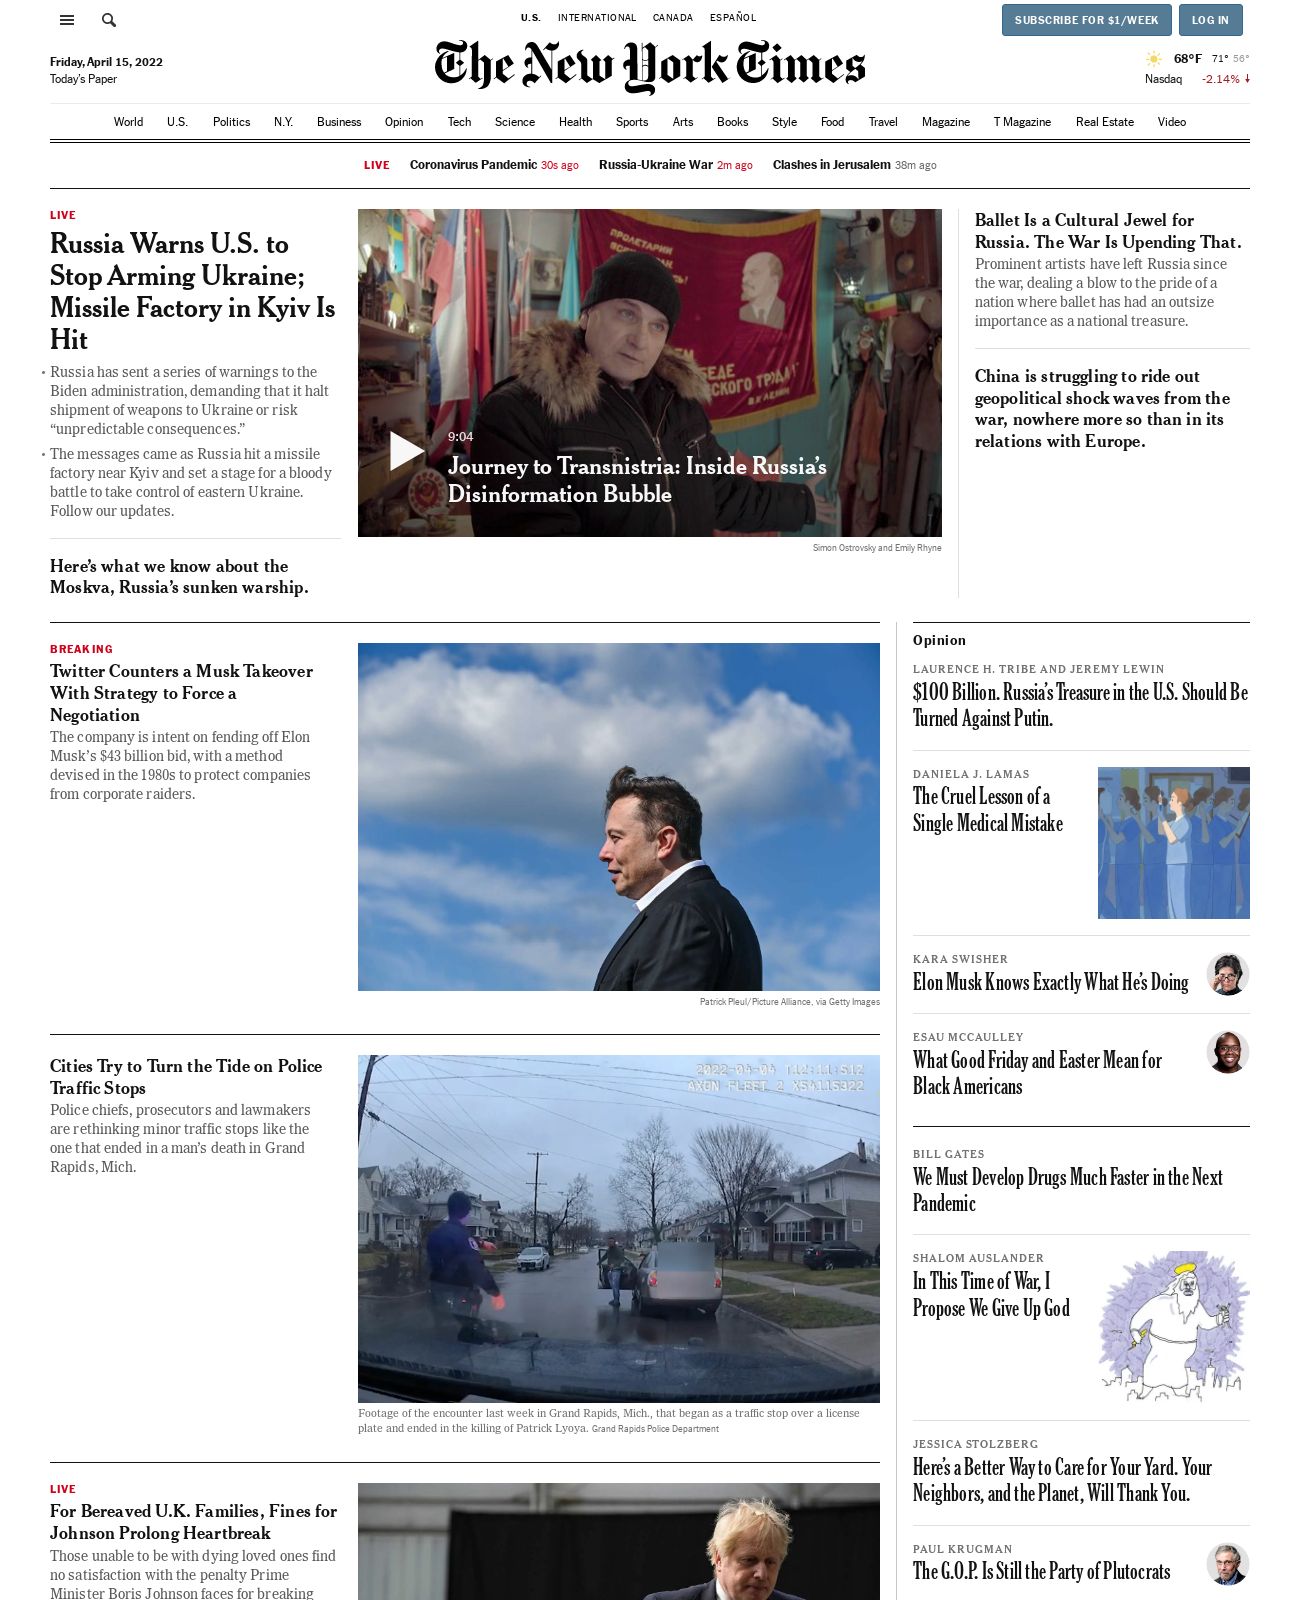 U.S. INTERNATIONAL CANADA ESPAÑOL
SUBSCRIBE FOR $1/WEEK
LOG IN
Friday, April 15, 2022
Today's Paper
The New York Times
68°F 71° 56°
Nasdaq -2.14%
World U.S. Politics N.Y. Business Opinion Tech Science Health Sports Arts Books Style Food Travel Magazine T Magazine Real Estate Video
LIVE Coronavirus Pandemic 30s ago Russia-Ukraine War 2m ago Clashes in Jerusalem 38m ago
LIVE
Russia Warns U.S. to
Stop Arming Ukraine;
Missile Factory in Kyiv Is
Hit
• Russia has sent a series of warnings to the
Biden administration, demanding that it halt
shipment of weapons to Ukraine or risk
“unpredictable consequences.”
• The messages came as Russia hit a missile
factory near Kyiv and set a stage for a bloody
battle to take control of eastern Ukraine.
Follow our updates.
Here’s what we know about the
Moskva, Russia’s sunken warship.
ПРОЛЕТАРИИ
9:04
Journey to Transnistria: Inside Russia’s
Disinformation Bubble
Simon Ostrovsky and Emily Rhyne
Ballet Is a Cultural Jewel for
Russia. The War Is Upending That.
Prominent artists have left Russia since
the war, dealing a blow to the pride of a
nation where ballet has had an outsize
importance as a national treasure.
China is struggling to ride out
geopolitical shock waves from the
war, nowhere more so than in its
relations with Europe.
BREAKING
Twitter Counters a Musk Takeover
With Strategy to Force a
Negotiation
The company is intent on fending off Elon
Musk’s $43 billion bid, with a method
devised in the 1980s to protect companies
from corporate raiders.
Patrick Pleul/Picture Alliance, via Getty Images
Cities Try to Turn the Tide on Police
Traffic Stops
Police chiefs, prosecutors and lawmakers
are rethinking minor traffic stops like the
one that ended in a man’s death in Grand
Rapids, Mich.
AXON FLEET 2
Footage of the encounter last week in Grand Rapids, Mich., that began as a traffic stop over a license
plate and ended in the killing of Patrick Lyoya. Grand Rapids Police Department
LIVE
For Bereaved U.K. Families, Fines for
Johnson Prolong Heartbreak
Those unable to be with dying loved ones find
no satisfaction with the penalty Prime
Minister Boris Johnson faces for breaking
Opinion
LAURENCE H. TRIBE AND JEREMY LEWIN
$100 Billion. Russia’s Treasure in the U.S. Should Be
Turned Against Putin.
DANIELA J. LAMAS
The Cruel Lesson of a
Single Medical Mistake
KARA SWISHER
Elon Musk Knows Exactly What He’s Doing
ESAU MCCAULLEY
What Good Friday and Easter Mean for
Black Americans
BILL GATES
We Must Develop Drugs Much Faster in the Next
Pandemic
SHALOM AUSLANDER
In This Time of War, I
Propose We Give Up God
JESSICA STOLZBERG
Here’s a Better Way to Care for Your Yard. Your
Neighbors, and the Planet, Will Thank You.
PAUL KRUGMAN
The G.O.P. Is Still the Party of Plutocrats